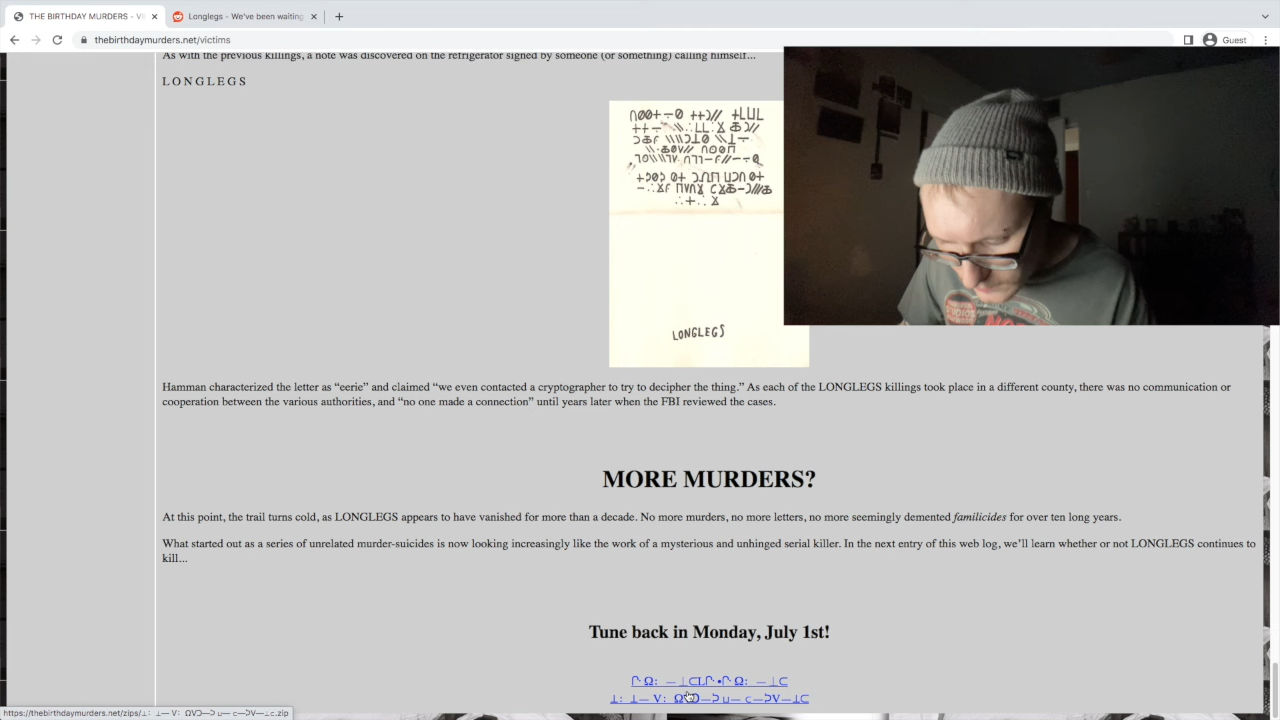 THE BIRTHDAY MURDERS - VI
Longlegs - We've been waiting
thebirthdaymurders.net/victims
Guest
As with the previous killings, a note was discovered on the refrigerator signed by someone (or something) calling himself...
L O N G L E G S
LONGLEGS
Hamman characterized the letter as “eerie” and claimed “we even contacted a cryptographer to try to decipher the thing.” As each of the LONGLEGS killings took place in a different county, there was no communication or
cooperation between the various authorities, and “no one made a connection” until years later when the FBI reviewed the cases.
MORE MURDERS?
At this point, the trail turns cold, as LONGLEGS appears to have vanished for more than a decade. No more murders, no more letters, no more seemingly demented familicides for over ten long years.
What started out as a series of unrelated murder-suicides is now looking increasingly like the work of a mysterious and unhinged serial killer. In the next entry of this web log, we’ll learn whether or not LONGLEGS continues to
kill...
Tune back in Monday, July 1st!
https://thebirthdaymurders.net/zips/